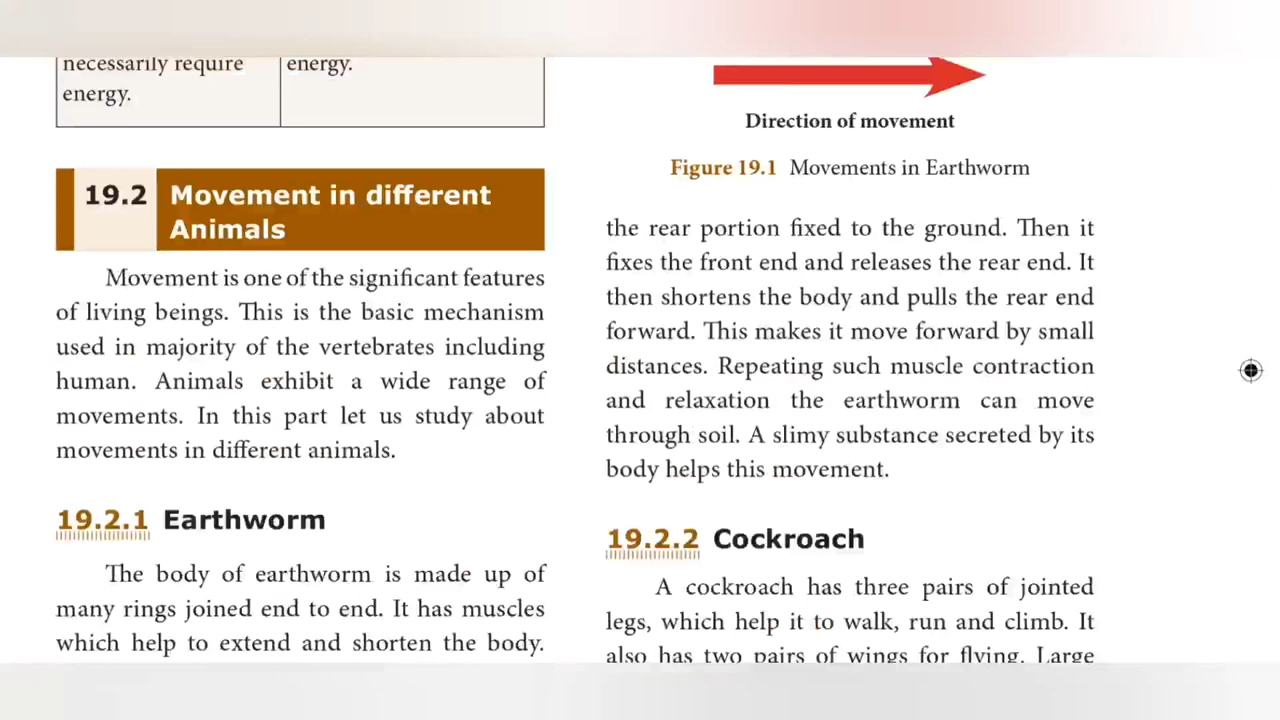 necessarily require
energy.
energy.
19.2 Movement in different
Animals
Movement is one of the significant features
of living beings. This is the basic mechanism
used in majority of the vertebrates including
human. Animals exhibit a wide range of
movements. In this part let us study about
movements in different animals.
19.2.1 Earthworm
The body of earthworm is made up of
many rings joined end to end. It has muscles
which help to extend and shorten the body.
Direction of movement
Figure 19.1 Movements in Earthworm
the rear portion fixed to the ground. Then it
fixes the front end and releases the rear end. It
then shortens the body and pulls the rear end
forward. This makes it move forward by small
distances. Repeating such muscle contraction
and relaxation the earthworm can move
through soil. A slimy substance secreted by its
body helps this movement.
19.2.2 Cockroach
A cockroach has three pairs of jointed
legs, which help it to walk, run and climb. It
also has two pairs of wings for flying. Large